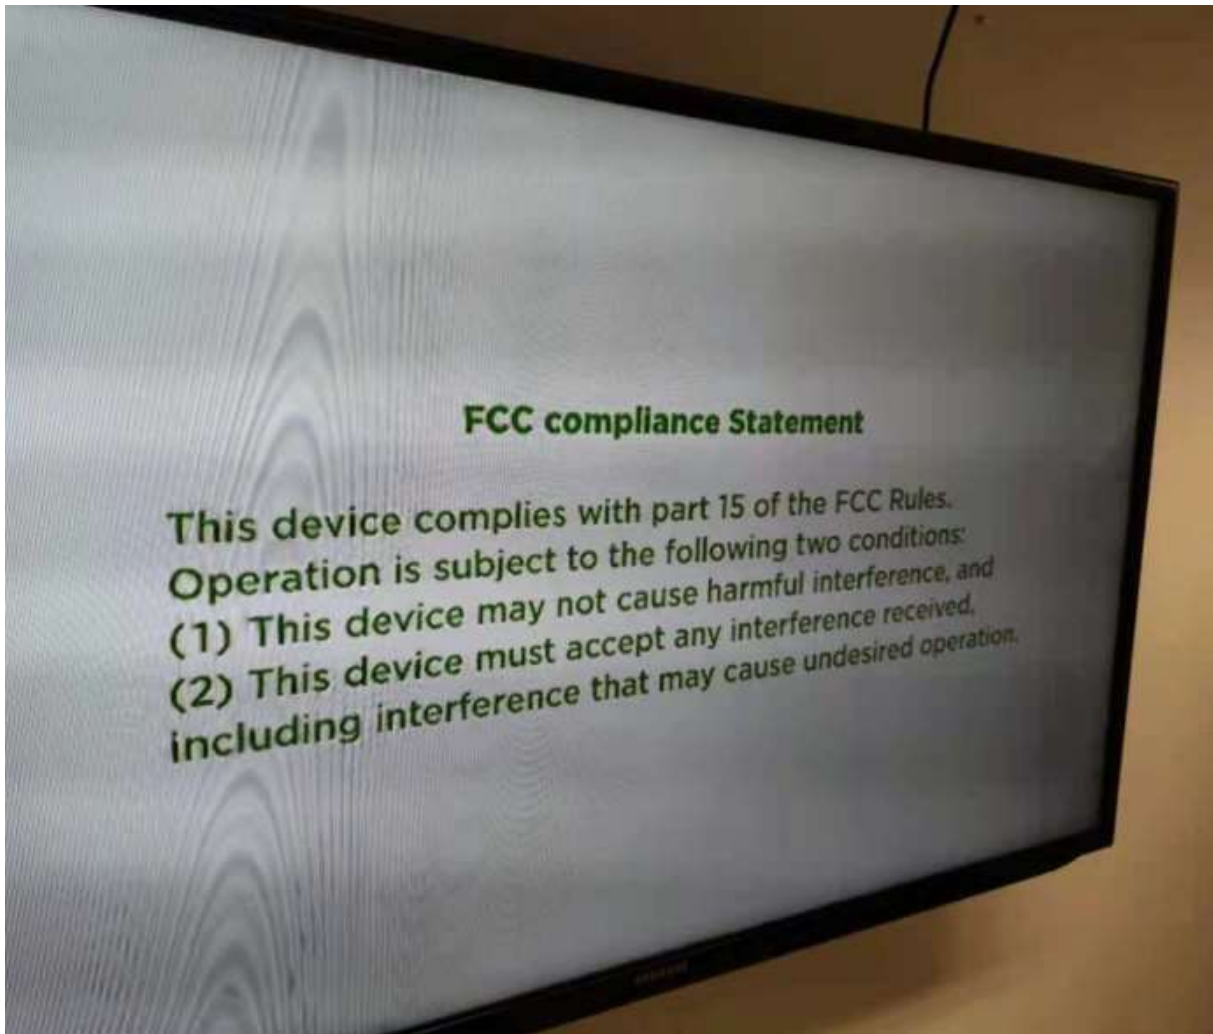 FCC compliance Statement
This device complies with part 15 of the FCC Rules.
Operation is subject to the following two conditions:
(1) This device may not cause harmful interference, and
(2) This device must accept any interference received,
including interference that may cause undesired operation.